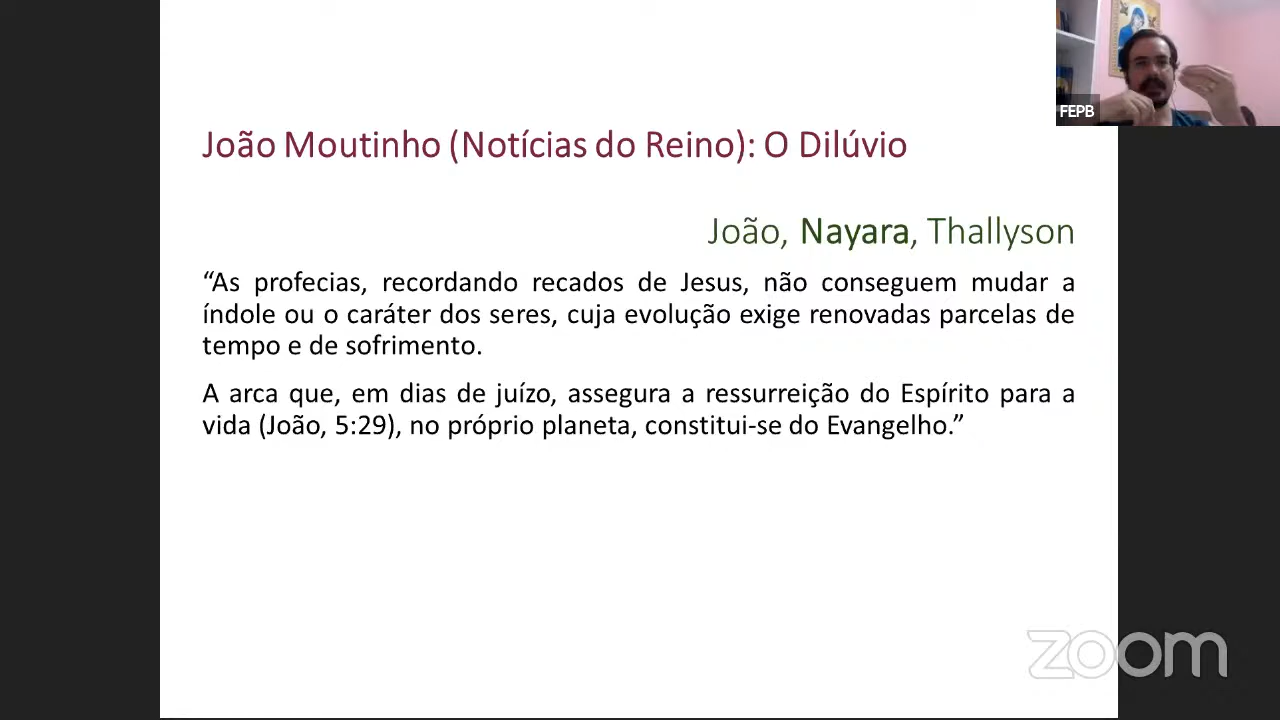 FEPB
João Moutinho (Notícias do Reino): O Dilúvio
João, Nayara, Thallyson
“As profecias, recordando recados de Jesus, não conseguem mudar a
índole ou o caráter dos seres, cuja evolução exige renovadas parcelas de
tempo e de sofrimento.
A arca que, em dias de juízo, assegura a ressurreição do Espírito para a
vida (João, 5:29), no próprio planeta, constitui-se do Evangelho.”
zoom